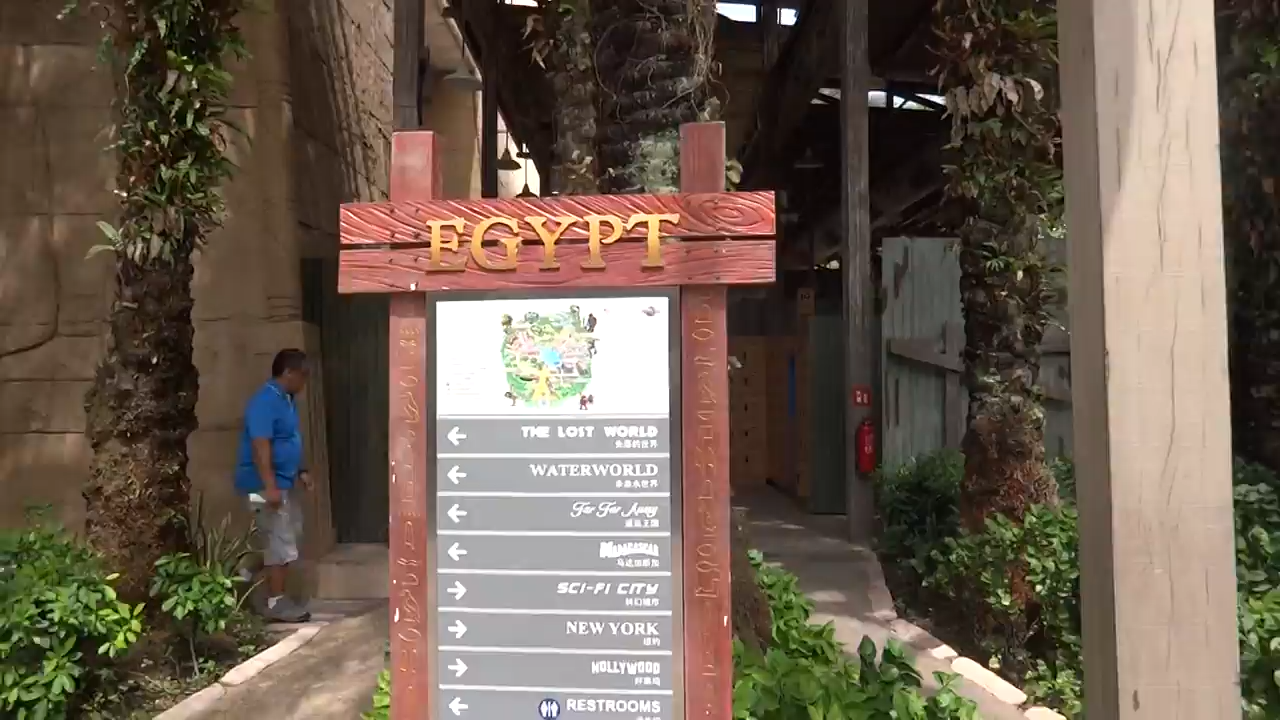 EGYPT
THE LOST WORLD
失落的世界
WATERWORLD
未来水世界
Far Far Away
遥远王国
MADAGASCAR
马达加斯加
SCI-FI CITY
科幻城市
NEW YORK
纽约
HOLLYWOOD
好莱坞
RESTROOMS